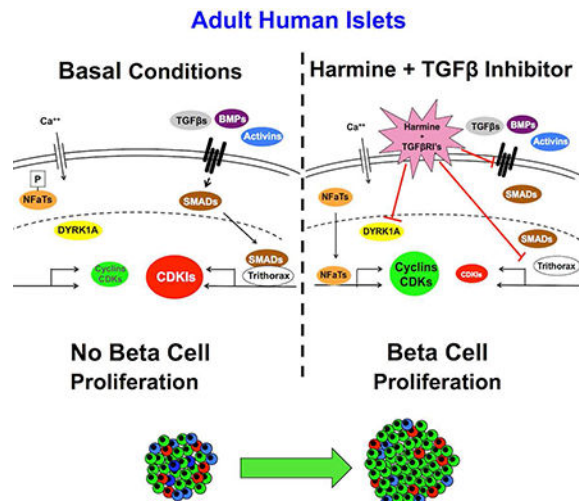 Adult Human Islets
Basal Conditions
Ca++
TGFβs
BMPs
Activins
P
NFaTs
SMADs
DYRK1A
SMADs
Trithorax
Cyclins
CDKs
CDKIs
No Beta Cell
Proliferation
Harmine + TGFβ Inhibitor
Ca++
Harmine
+
TGFβRI's
TGFβs
BMPs
Activins
NFaTs
SMADs
DYRK1A
SMADs
Trithorax
NFaTs
Cyclins
CDKs
CDKIs
Beta Cell
Proliferation